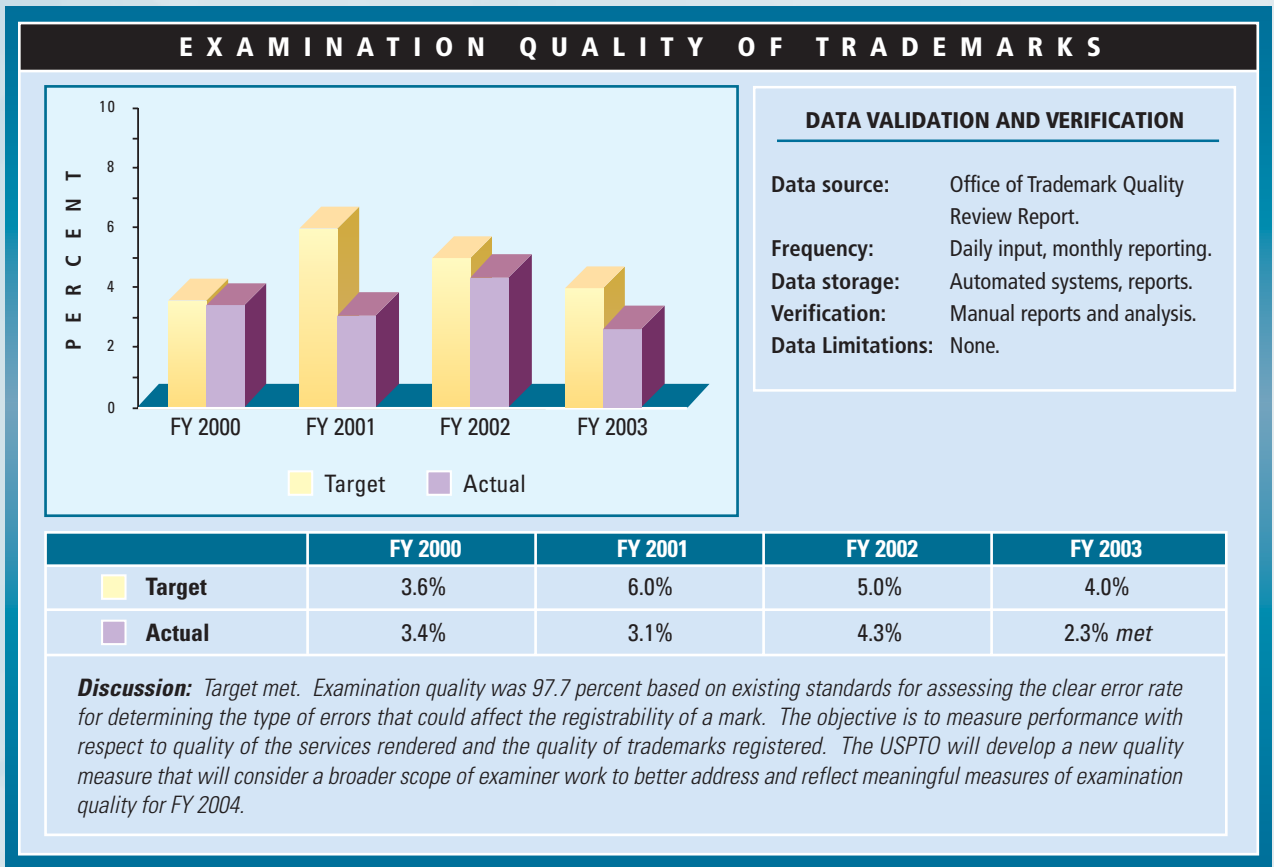 EXAMINATION QUALITY OF TRADEMARKS
PERCENT
10
8
6
4
2
0
FY 2000 FY 2001 FY 2002 FY 2003
Target Actual
DATA VALIDATION AND VERIFICATION
Data source: Office of Trademark Quality
Review Report.
Frequency: Daily input, monthly reporting.
Data storage: Automated systems, reports.
Verification: Manual reports and analysis.
Data Limitations: None.
FY 2000 FY 2001 FY 2002 FY 2003
Target 3.6% 6.0% 5.0% 4.0%
Actual 3.4% 3.1% 4.3% 2.3% met
Discussion: Target met. Examination quality was 97.7 percent based on existing standards for assessing the clear error rate
for determining the type of errors that could affect the registrability of a mark. The objective is to measure performance with
respect to quality of the services rendered and the quality of trademarks registered. The USPTO will develop a new quality
measure that will consider a broader scope of examiner work to better address and reflect meaningful measures of examination
quality for FY 2004.